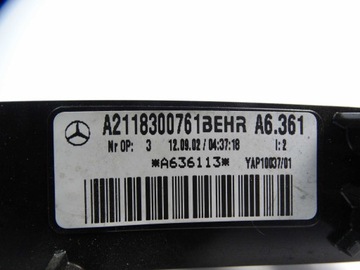 A2118300761BEHR A6.361
Nr OP: 3 12.09.02 / 04:37:18 I:2
*A636113* YAP10037/01